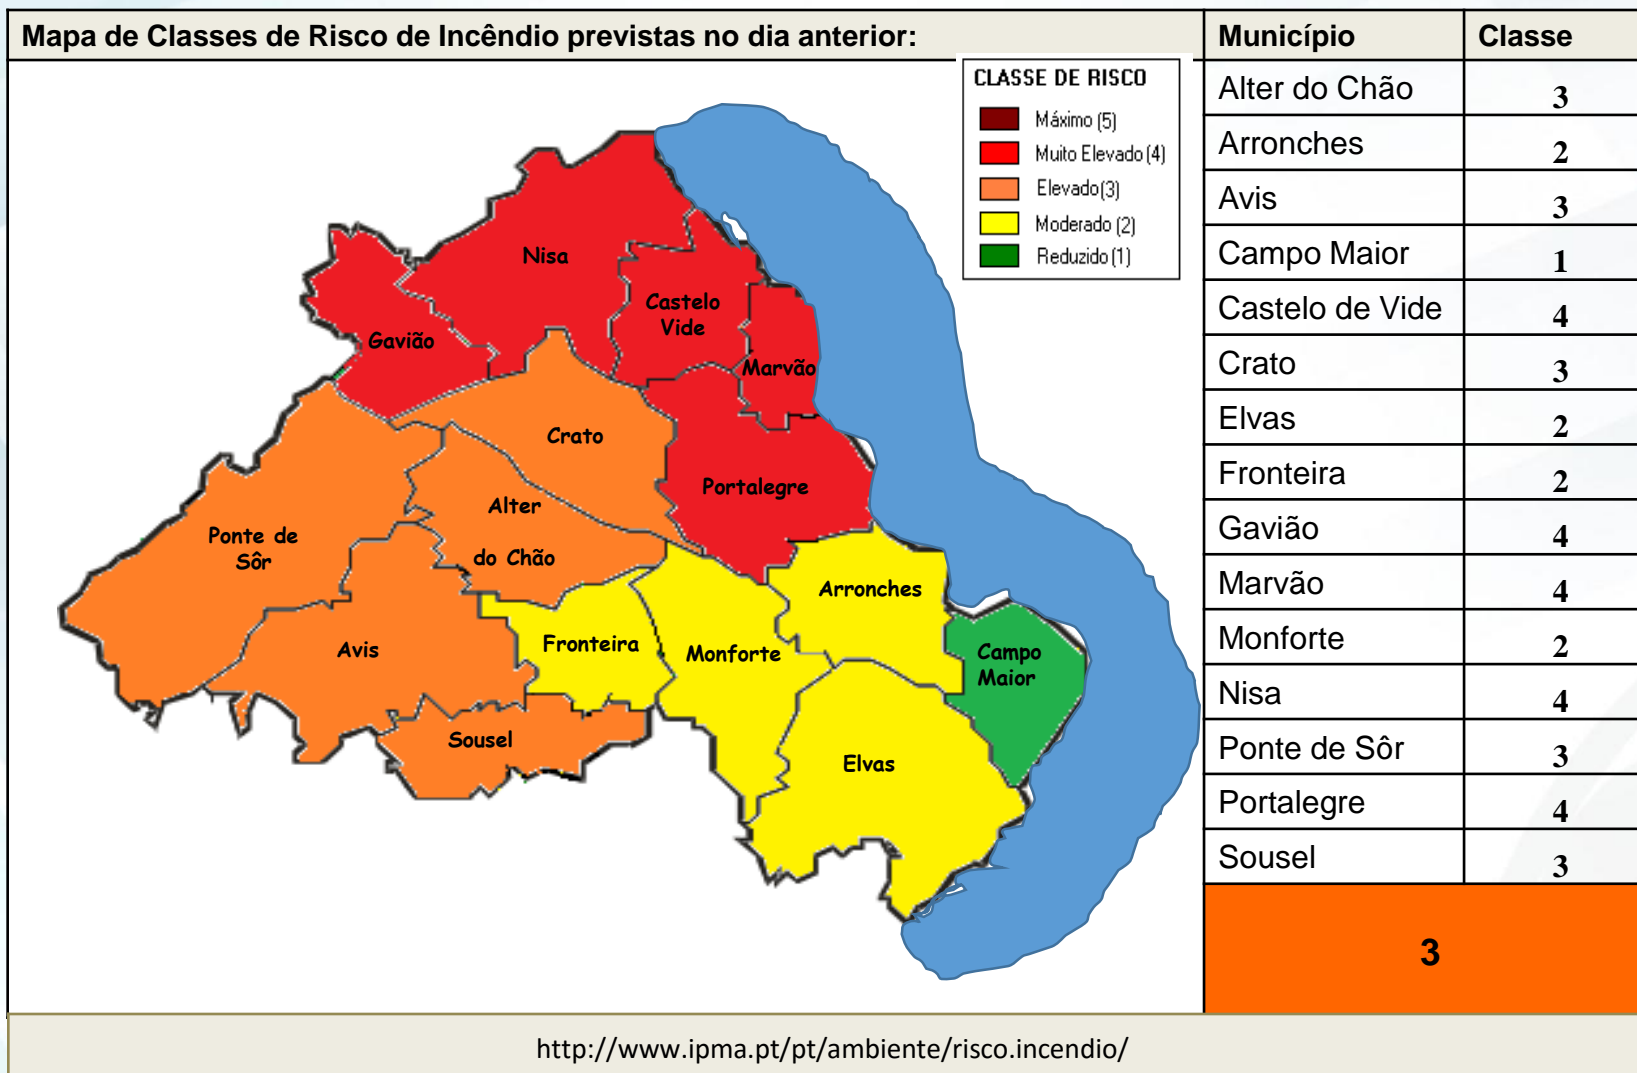 Mapa de Classes de Risco de Incêndio previstas no dia anterior:
CLASSE DE RISCO
Máximo (5)
Muito Elevado (4)
Elevado (3)
Moderado (2)
Reduzido (1)
Nisa
Castelo
Vide
Gavião
Marvão
Crato
Portalegre
Alter
do Chão
Ponte de
Sôr
Arronches
Avis
Fronteira
Monforte
Campo
Maior
Sousel
Elvas
Município Classe
Alter do Chão 3
Arronches 2
Avis 3
Campo Maior 1
Castelo de Vide 4
Crato 3
Elvas 2
Fronteira 2
Gavião 4
Marvão 4
Monforte 2
Nisa 4
Ponte de Sôr 3
Portalegre 4
Sousel 3
3
http://www.ipma.pt/pt/ambiente/risco.incendio/